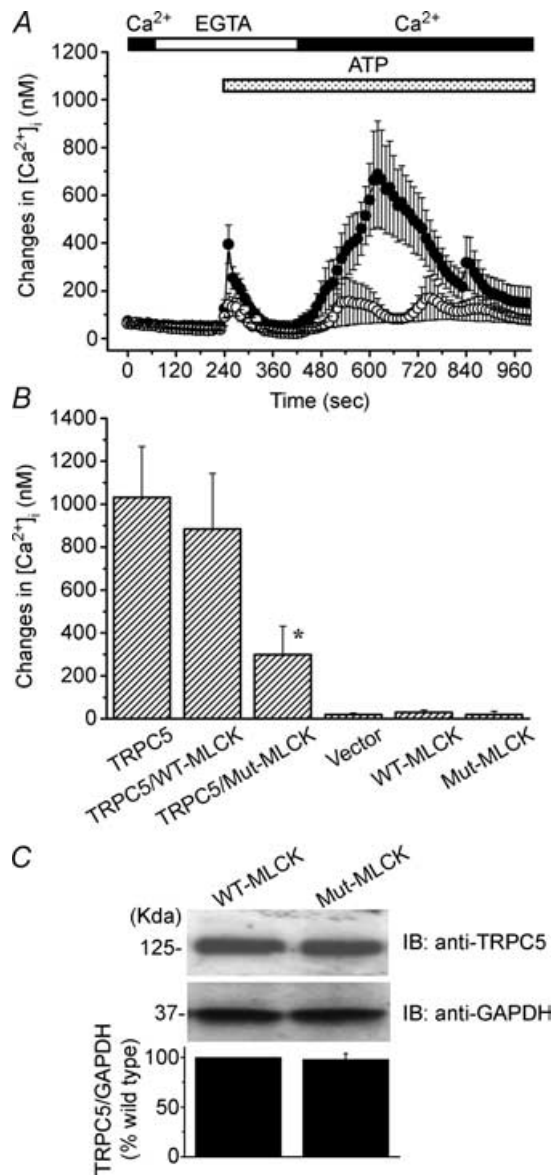 A
Ca²⁺ EGTA Ca²⁺
ATP
Changes in [Ca²⁺]ᵢ (nM)
1200
1000
800
600
400
200
0
0 120 240 360 480 600 720 840 960
Time (sec)
B
Changes in [Ca²⁺]ᵢ (nM)
1400
1200
1000
800
600
400
200
0
*
TRPC5
TRPC5/WT-MLCK
TRPC5/Mut-MLCK
Vector
WT-MLCK
Mut-MLCK
C
WT-MLCK
Mut-MLCK
(Kda)
125-
IB: anti-TRPC5
37-
IB: anti-GAPDH
TRPC5/GAPDH
(% wild type)
100
50
0